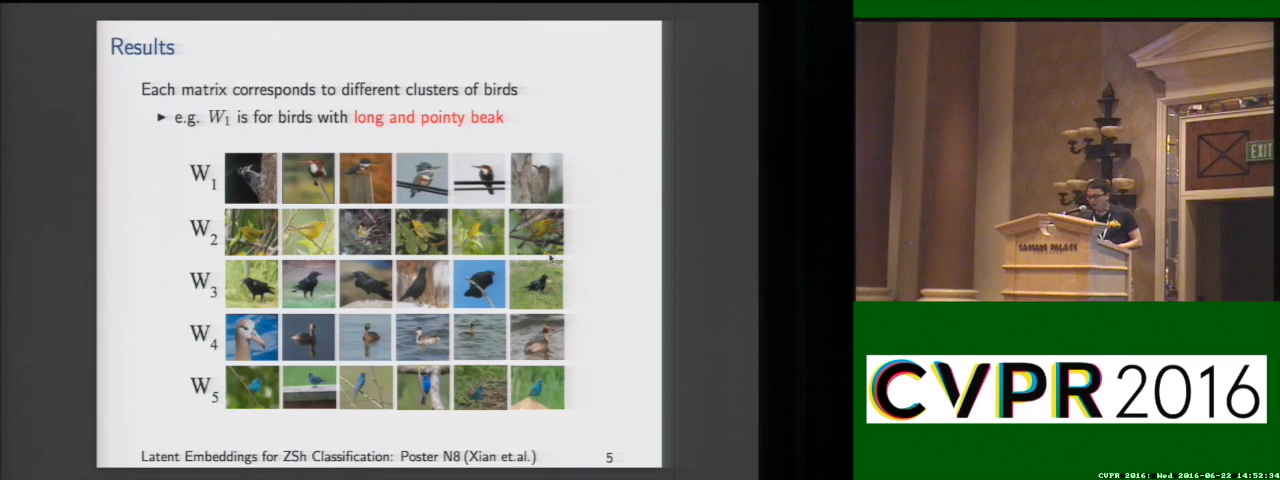 Results
Each matrix corresponds to different clusters of birds
► e.g. W1 is for birds with long and pointy beak
W1
W2
W3
W4
W5
Latent Embeddings for ZSh Classification: Poster N8 (Xian et.al.)
5
EXIT
CAESARS PALACE
CVPR 2016
CVPR 2016: Wed 2016-06-22 14:52:34